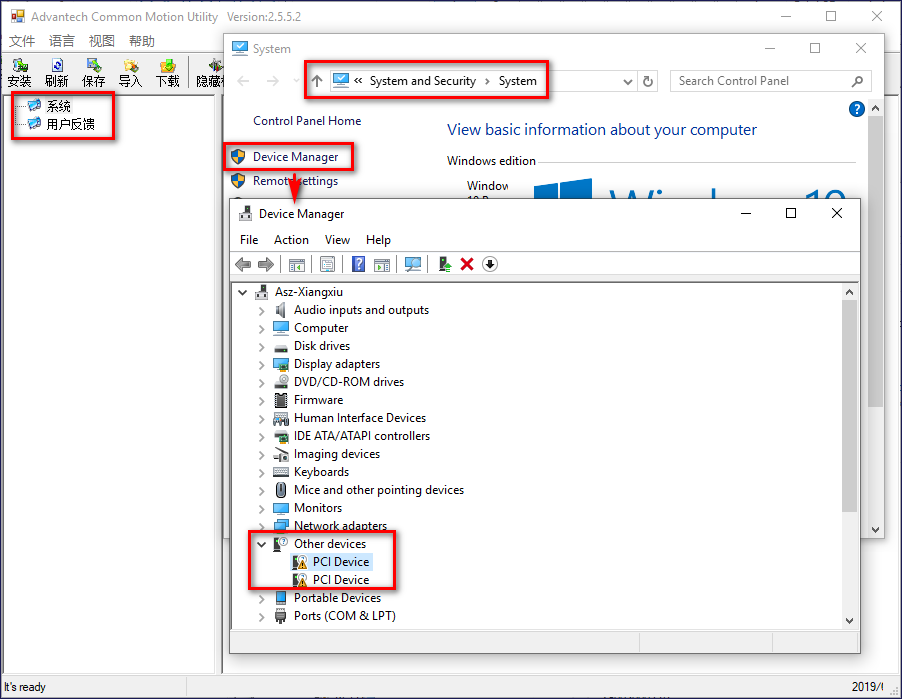 Advantech Common Motion Utility Version:2.5.5.2
文件 语言 视图 帮助
安装 刷新 保存 导入 下载 隐藏
系统
用户反馈
System
« System and Security › System
Search Control Panel
Control Panel Home
Device Manager
Remote settings
View basic information about your computer
Windows edition
Device Manager
File Action View Help
Asz-Xiangxiu
Audio inputs and outputs
Computer
Disk drives
Display adapters
DVD/CD-ROM drives
Firmware
Human Interface Devices
IDE ATA/ATAPI controllers
Imaging devices
Keyboards
Mice and other pointing devices
Monitors
Network adapters
Other devices
PCI Device
PCI Device
Portable Devices
Ports (COM & LPT)
It's ready
2019/